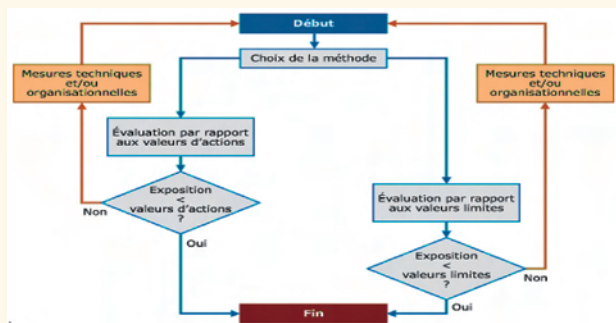 Début
Choix de la méthode
Mesures techniques
et/ou
organisationnelles
Mesures techniques
et/ou
organisationnelles
Évaluation par rapport
aux valeurs d'actions
Exposition
<
valeurs d'actions
?
Non
Oui
Évaluation par rapport
aux valeurs limites
Exposition
<
valeurs limites
?
Non
Oui
Fin